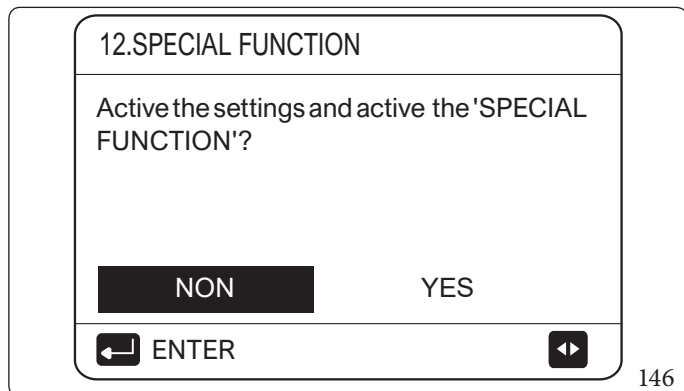 12.SPECIAL FUNCTION
Active the settings and active the 'SPECIAL
FUNCTION'?
NON YES
ENTER
146